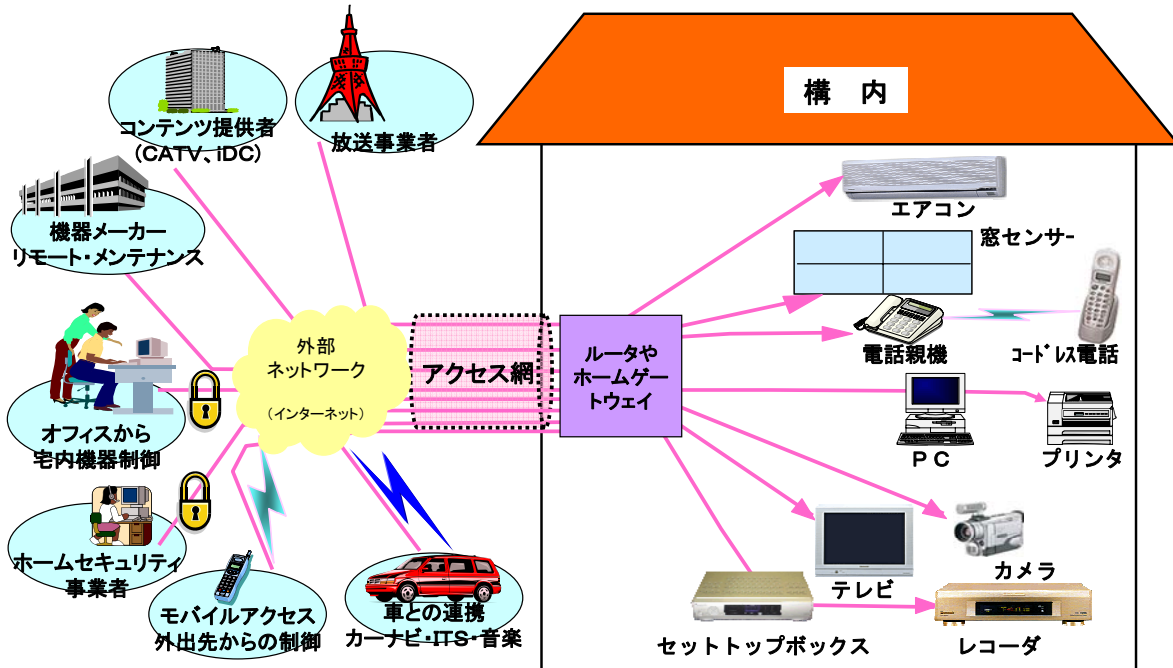 コンテンツ提供者
(CATV、iDC)
放送事業者
機器メーカー
リモート・メンテナンス
オフィスから
宅内機器制御
ホームセキュリティ
事業者
モバイルアクセス
外出先からの制御
車との連携
カーナビ・ITS・音楽
外部
ネットワーク
(インターネット)
アクセス網
ルータや
ホームゲー
トウェイ
構 内
エアコン
窓センサー
電話親機
コードレス電話
PC
プリンタ
テレビ
カメラ
セットトップボックス
レコーダ